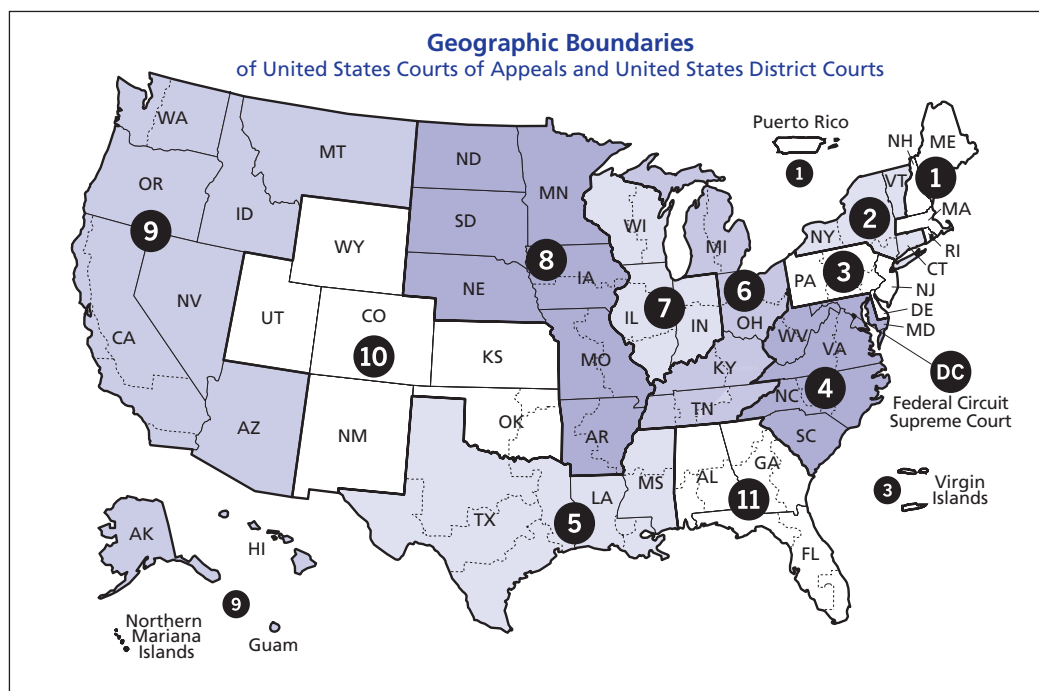 Geographic Boundaries
of United States Courts of Appeals and United States District Courts
Puerto Rico
1
NH
ME
1
WA
MT
ND
MN
VT
OR
ID
SD
WI
2
MA
9
WY
MI
NY
RI
8
IA
CT
NE
3
PA
NV
6
NJ
UT
CO
7
IL
IN
OH
DE
MD
CA
10
KS
MO
WV
VA
KY
DC
4
NC
Federal Circuit
Supreme Court
TN
OK
AZ
NM
AR
SC
MS
AL
GA
3
Virgin
Islands
LA
11
TX
5
AK
HI
FL
9
Northern
Mariana
Islands
Guam